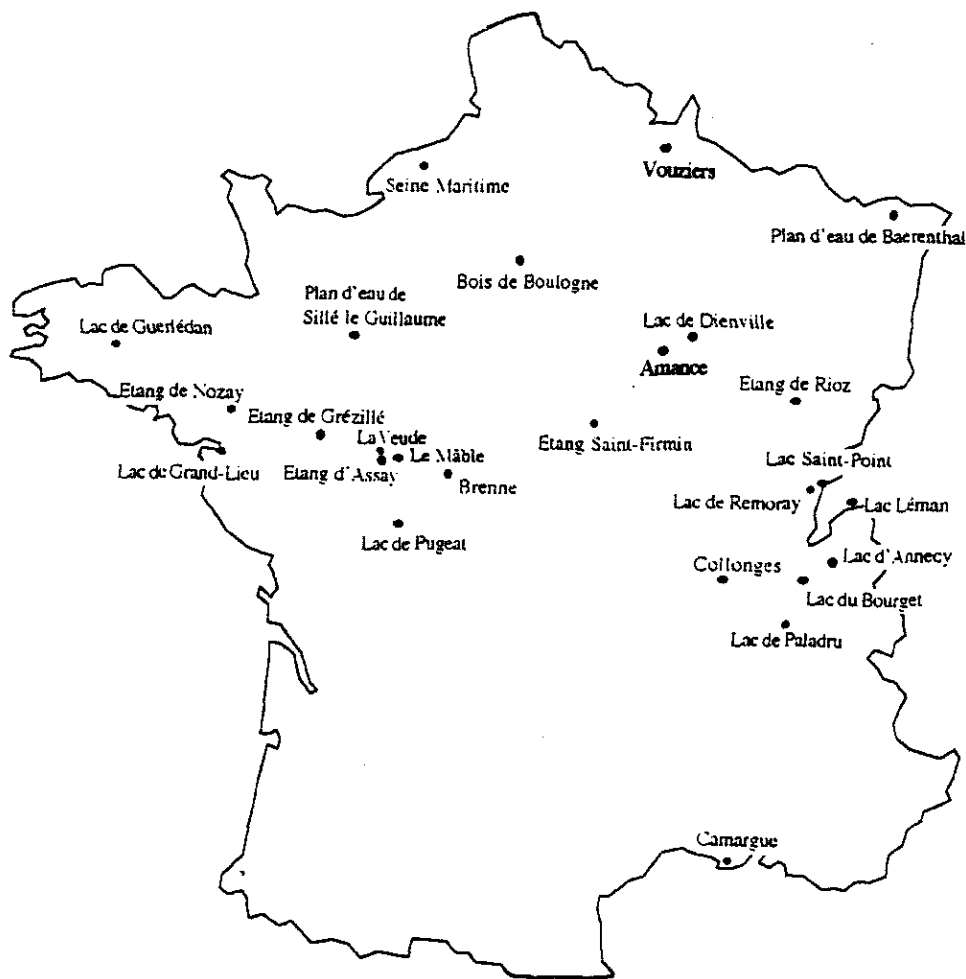 Vouziers
Seine Maritime
Plan d'eau de Baerenthal
Bois de Boulogne
Plan d'eau de
Sillé le Guillaume
Lac de Guerlédan
Lac de Dienville
Amance
Etang de Rioz
Etang de Nozay
Etang de Grézillé
La Veude
Le Mâble
Etang Saint-Firmin
Lac de Grand-Lieu
Etang d'Assay
Brenne
Lac Saint-Point
Lac de Remoray
Lac Léman
Lac de Pugeat
Collonges
Lac d'Annecy
Lac du Bourget
Lac de Paladru
Camargue